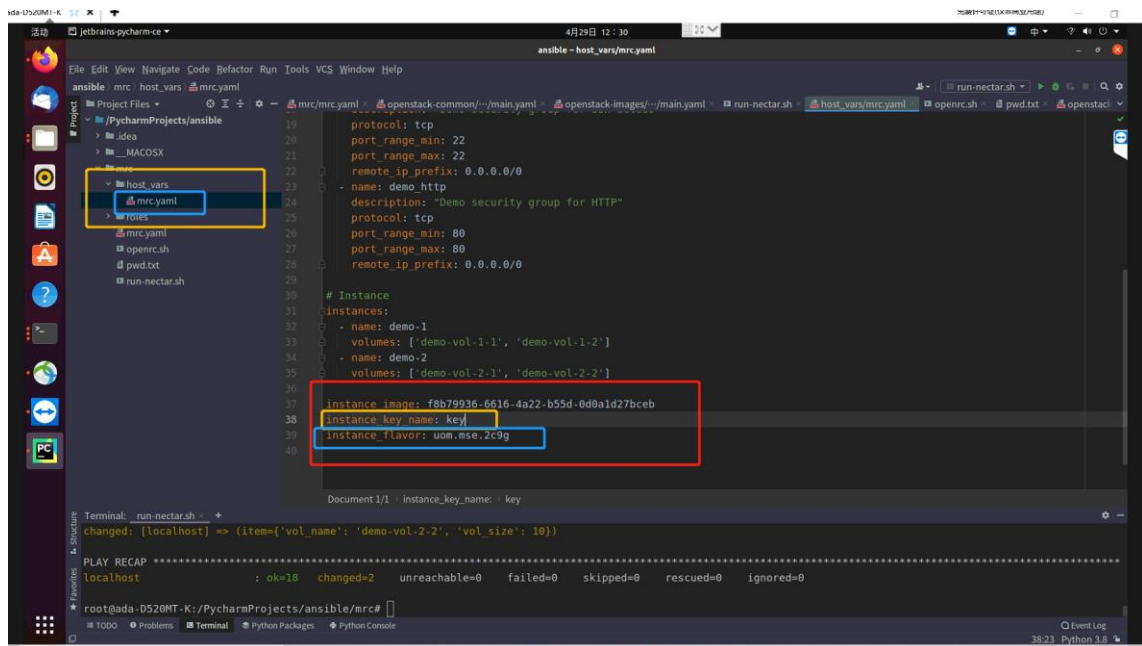 ada-D520MT-K
活动 jetbrains-pycharm-ce 4月29日 12：30 中
ansible – host_vars/mrc.yaml
File Edit View Navigate Code Refactor Run Tools VCS Window Help
ansible mrc host_vars mrc.yaml run-nectar.sh
Project Files mrc/mrc.yaml openstack-common/···/main.yaml openstack-images/···/main.yaml run-nectar.sh host_vars/mrc.yaml openrc.sh pwd.txt openstack
Project
/PycharmProjects/ansible
.idea
__MACOSX
mrc
host_vars
mrc.yaml
roles
mrc.yaml
openrc.sh
pwd.txt
run-nectar.sh
19 protocol: tcp
20 port_range_min: 22
21 port_range_max: 22
22 remote_ip_prefix: 0.0.0.0/0
23 - name: demo_http
24 description: "Demo security group for HTTP"
25 protocol: tcp
26 port_range_min: 80
27 port_range_max: 80
28 remote_ip_prefix: 0.0.0.0/0
29
30 # Instance
31 instances:
32 - name: demo-1
33 volumes: ['demo-vol-1-1', 'demo-vol-1-2']
34 - name: demo-2
35 volumes: ['demo-vol-2-1', 'demo-vol-2-2']
36
37 instance_image: f8b79936-6616-4a22-b55d-0d0a1d27bceb
38 instance_key_name: key
39 instance_flavor: uom.mse.2c9g
40
Document 1/1 instance_key_name: key
Terminal: run-nectar.sh × +
changed: [localhost] => (item={'vol_name': 'demo-vol-2-2', 'vol_size': 10})
PLAY RECAP ****
localhost : ok=18 changed=2 unreachable=0 failed=0 skipped=0 rescued=0 ignored=0
root@ada-D520MT-K:/PycharmProjects/ansible/mrc#
Structure
Favorites
TODO Problems Terminal Python Packages Python Console Event Log
38:23 Python 3.8